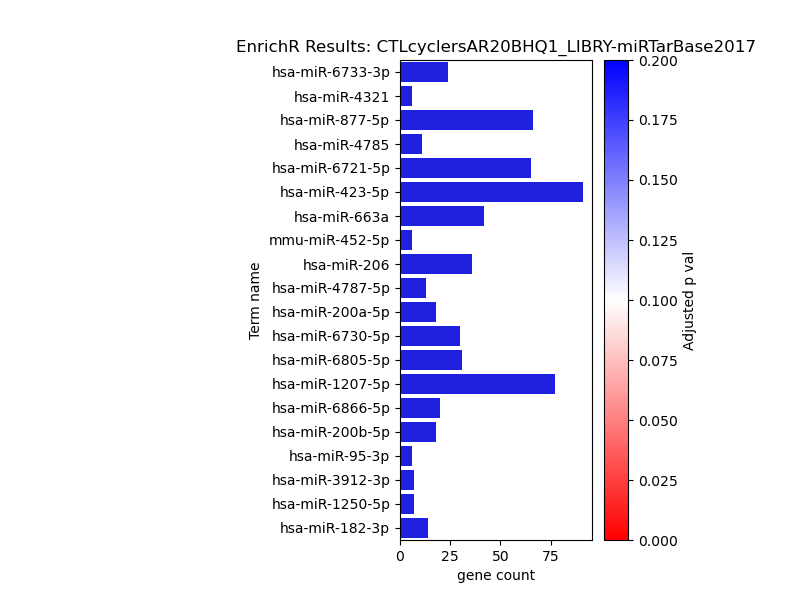 EnrichR Results: CTLcyclersAR20BHQ1_LIBRY-miRTarBase2017
hsa-miR-6733-3p
hsa-miR-4321
hsa-miR-877-5p
hsa-miR-4785
hsa-miR-6721-5p
hsa-miR-423-5p
hsa-miR-663a
mmu-miR-452-5p
hsa-miR-206
hsa-miR-4787-5p
hsa-miR-200a-5p
hsa-miR-6730-5p
hsa-miR-6805-5p
hsa-miR-1207-5p
hsa-miR-6866-5p
hsa-miR-200b-5p
hsa-miR-95-3p
hsa-miR-3912-3p
hsa-miR-1250-5p
hsa-miR-182-3p
Term name
0 25 50 75
gene count
0.200
0.175
0.150
0.125
0.100
0.075
0.050
0.025
0.000
Adjusted p val